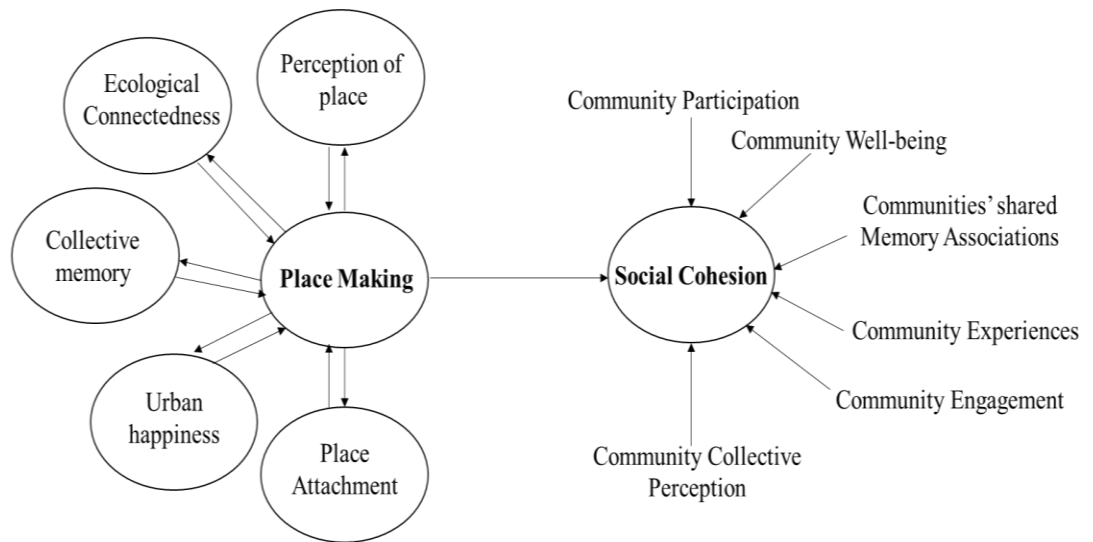 Ecological
Connectedness
Perception of
place
Collective
memory
Place Making
Urban
happiness
Place
Attachment
Community Participation
Community Well-being
Communities’ shared
Memory Associations
Social Cohesion
Community Experiences
Community Engagement
Community Collective
Perception